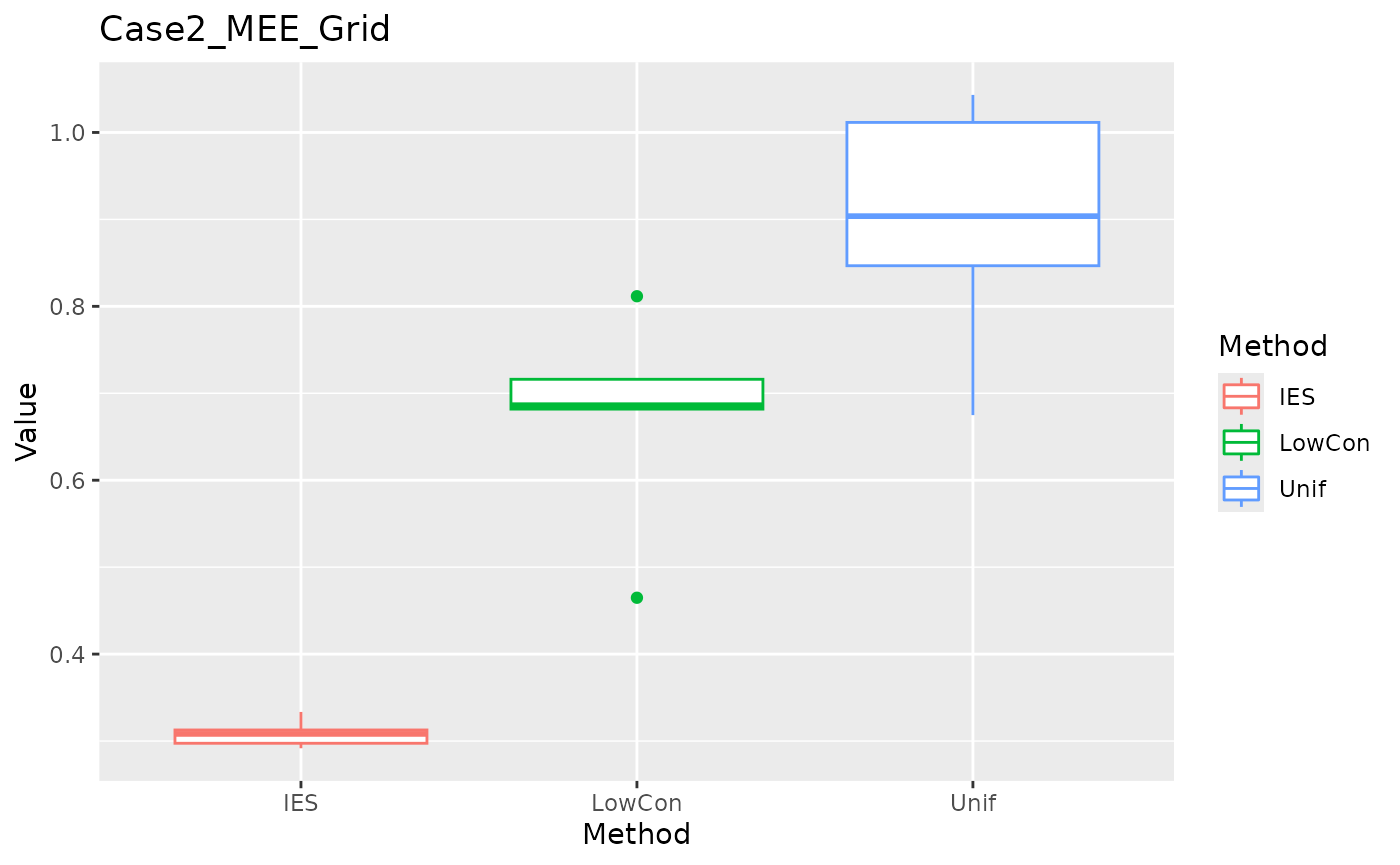 Case2_MEE_Grid
Value
1.0
0.8
0.6
0.4
IES
LowCon
Unif
Method
Method
IES
LowCon
Unif